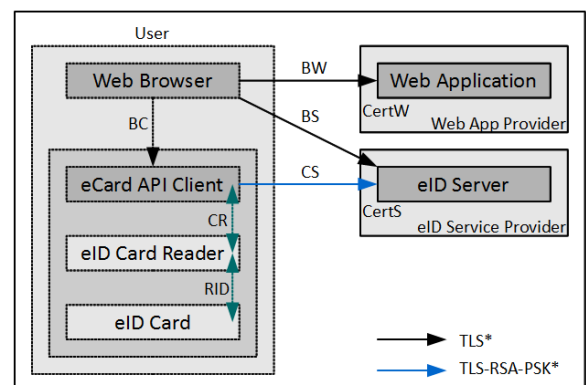 User
Web Browser
BW
Web Application
CertW
Web App Provider
BC
BS
eCard API Client
CS
eID Server
CertS
eID Service Provider
CR
eID Card Reader
RID
eID Card
TLS*
TLS-RSA-PSK*